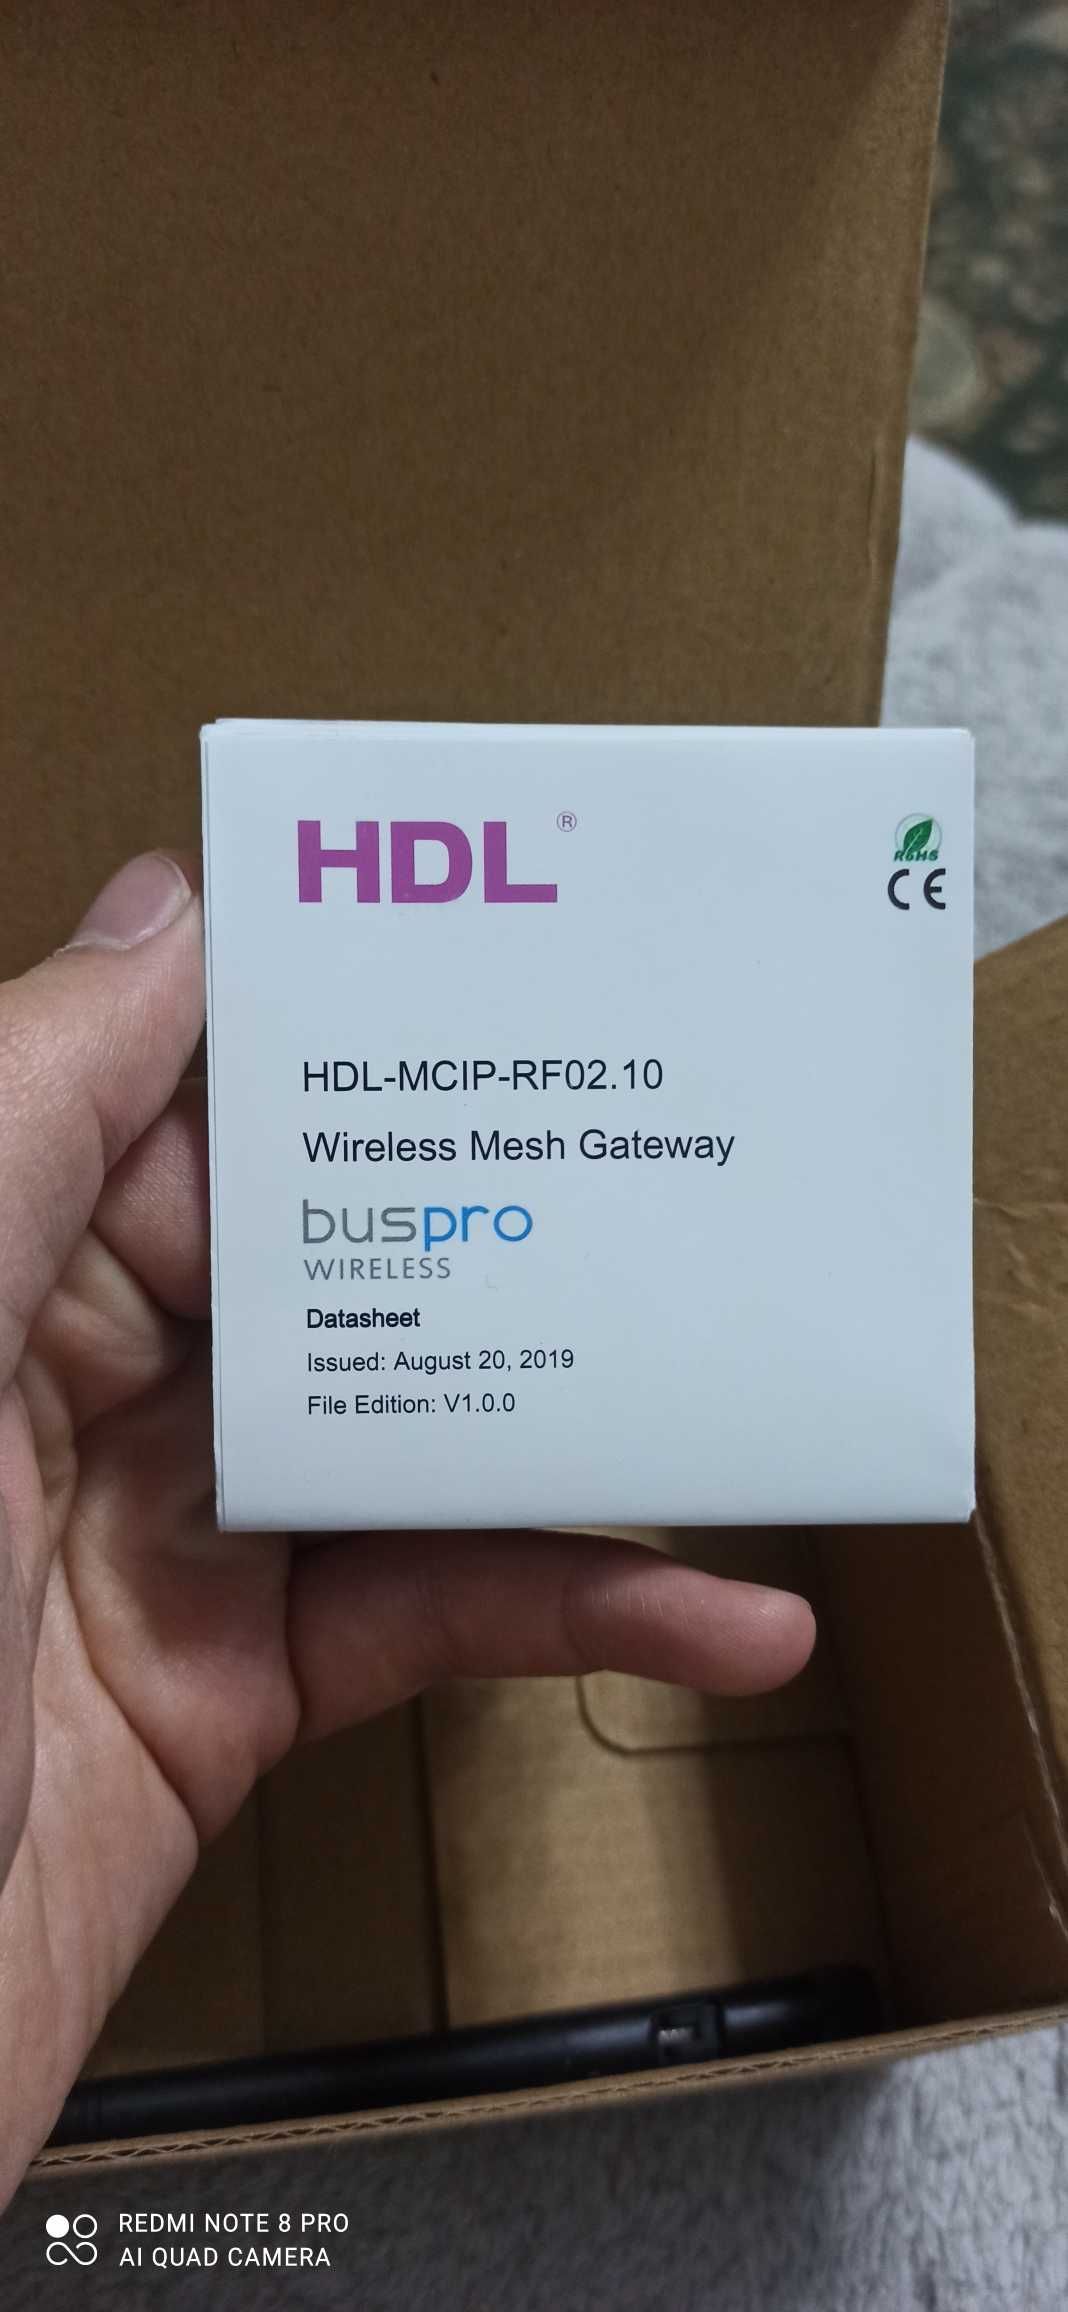 HDL®
RoHS
CE
HDL-MCIP-RF02.10
Wireless Mesh Gateway
buspro
WIRELESS
Datasheet
Issued: August 20, 2019
File Edition: V1.0.0
REDMI NOTE 8 PRO
AI QUAD CAMERA